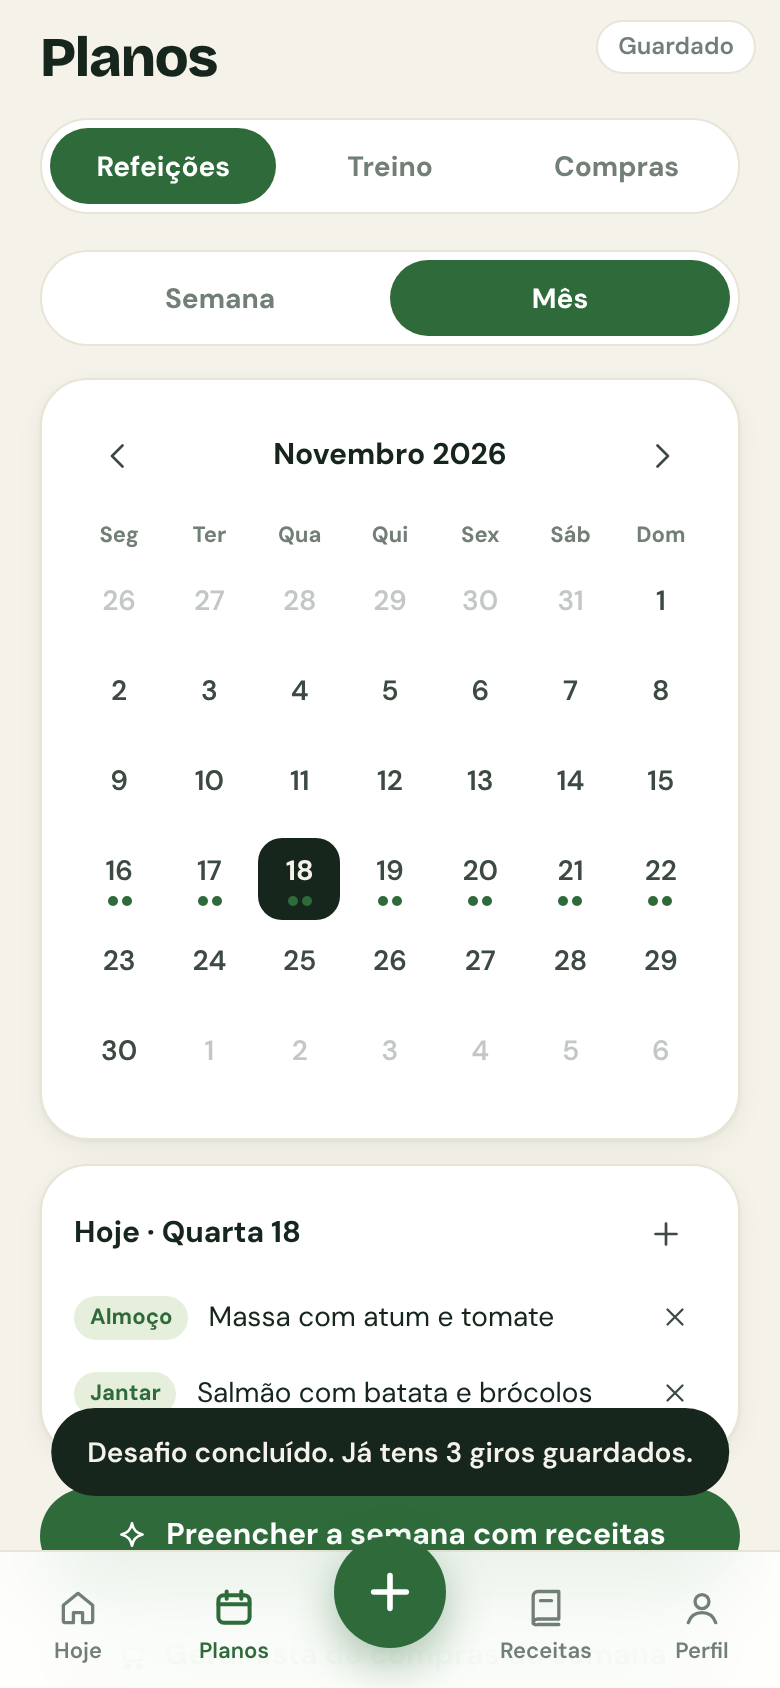 Planos
Guardado
Refeições Treino Compras
Semana Mês
Novembro 2026
Seg Ter Qua Qui Sex Sáb Dom
26 27 28 29 30 31 1
2 3 4 5 6 7 8
9 10 11 12 13 14 15
16 17 18 19 20 21 22
23 24 25 26 27 28 29
30 1 2 3 4 5 6
Hoje · Quarta 18
Almoço Massa com atum e tomate
Jantar Salmão com batata e brócolos
Desafio concluído. Já tens 3 giros guardados.
Preencher a semana com receitas
Hoje Planos Receitas Perfil